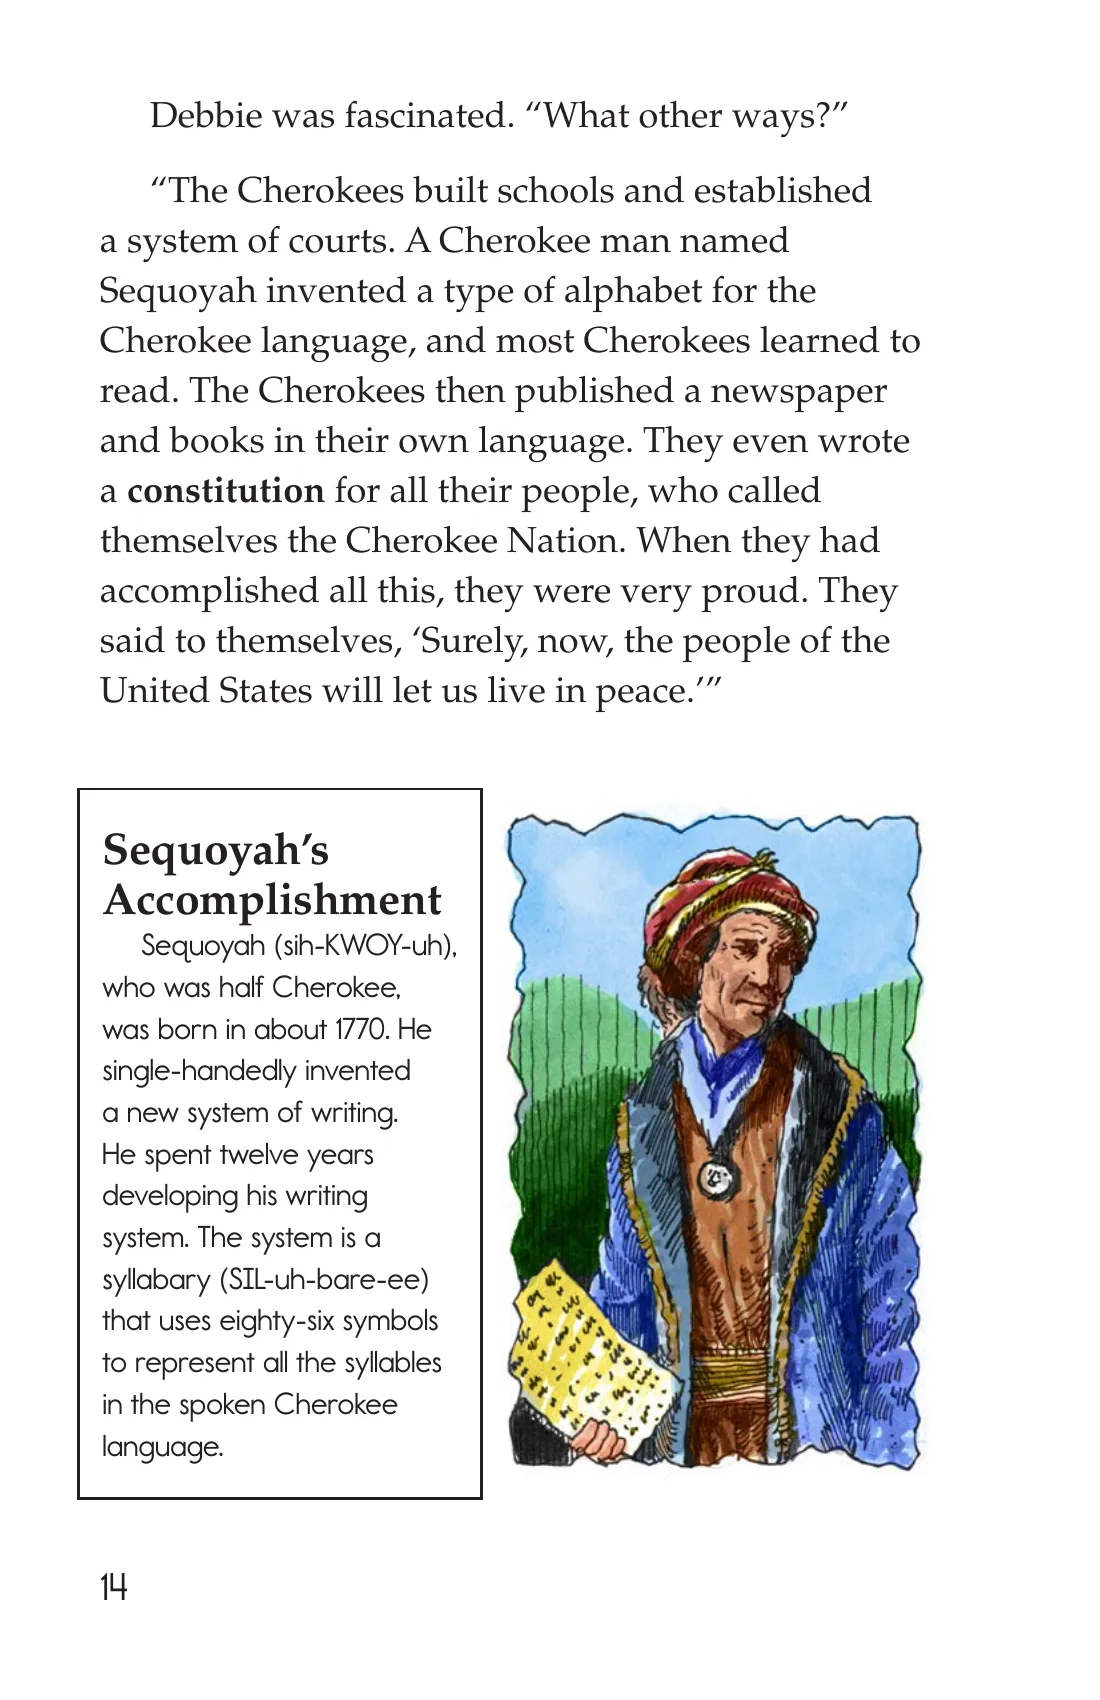 Debbie was fascinated. “What other ways?”
“The Cherokees built schools and established
a system of courts. A Cherokee man named
Sequoyah invented a type of alphabet for the
Cherokee language, and most Cherokees learned to
read. The Cherokees then published a newspaper
and books in their own language. They even wrote
a constitution for all their people, who called
themselves the Cherokee Nation. When they had
accomplished all this, they were very proud. They
said to themselves, ‘Surely, now, the people of the
United States will let us live in peace.’”
Sequoyah’s
Accomplishment
Sequoyah (sih-KWOY-uh),
who was half Cherokee,
was born in about 1770. He
single-handedly invented
a new system of writing.
He spent twelve years
developing his writing
system. The system is a
syllabary (SIL-uh-bare-ee)
that uses eighty-six symbols
to represent all the syllables
in the spoken Cherokee
language.
14